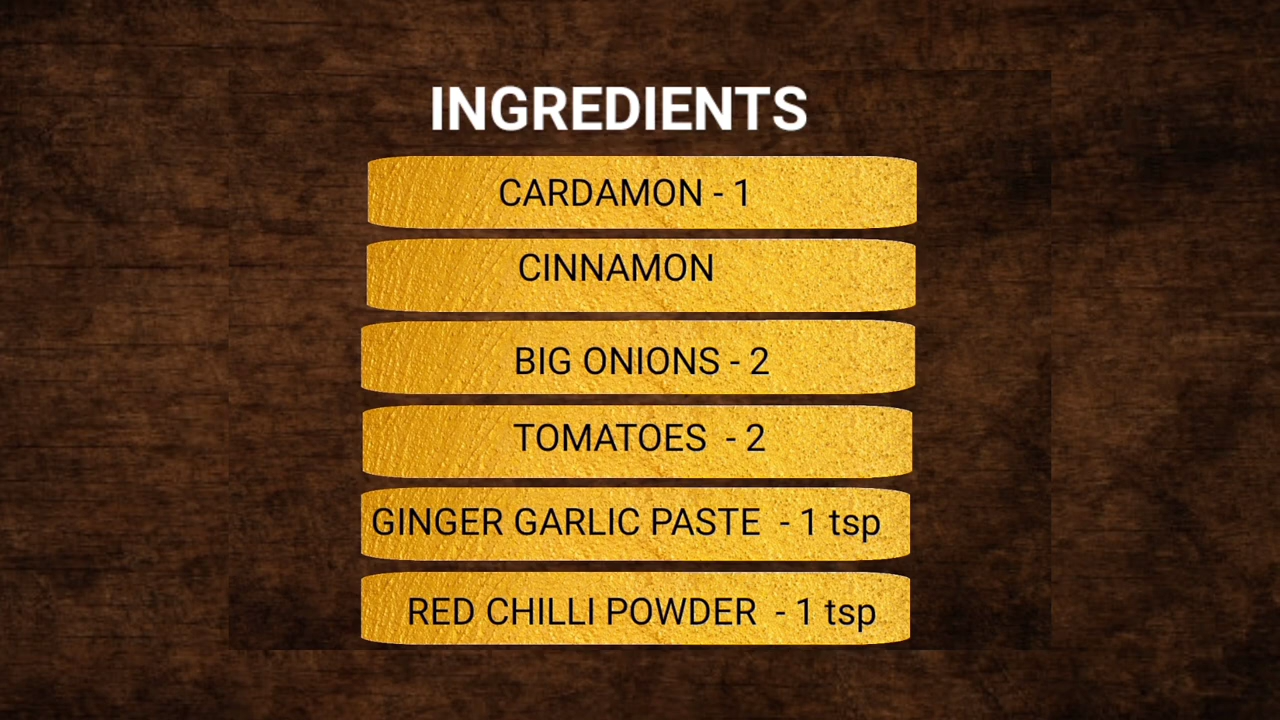 INGREDIENTS
CARDAMON - 1
CINNAMON
BIG ONIONS - 2
TOMATOES - 2
GINGER GARLIC PASTE - 1 tsp
RED CHILLI POWDER - 1 tsp